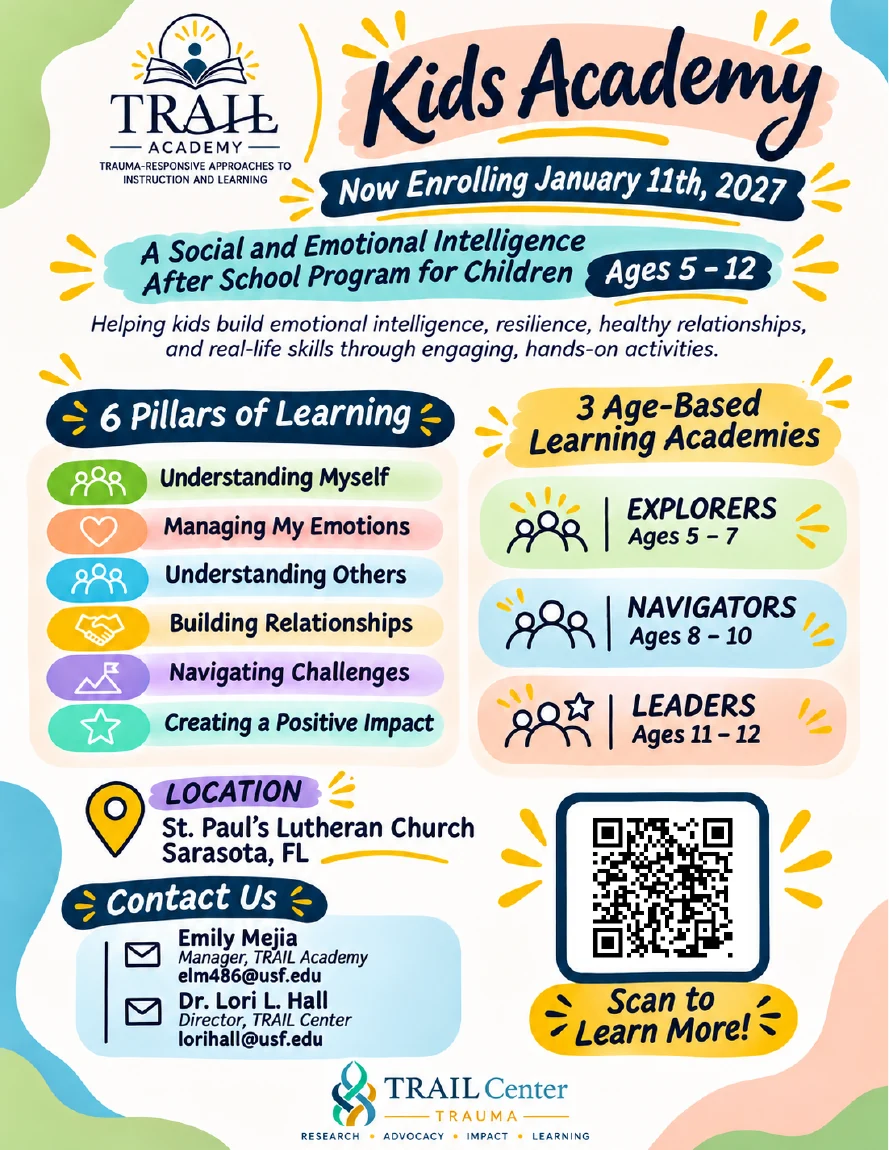 TRAIL
ACADEMY
TRAUMA-RESPONSIVE APPROACHES TO
INSTRUCTION AND LEARNING
Kids Academy
Now Enrolling January 11th, 2027
A Social and Emotional Intelligence
After School Program for Children
Ages 5 – 12
Helping kids build emotional intelligence, resilience, healthy relationships,
and real-life skills through engaging, hands-on activities.
6 Pillars of Learning
Understanding Myself
Managing My Emotions
Understanding Others
Building Relationships
Navigating Challenges
Creating a Positive Impact
3 Age-Based
Learning Academies
EXPLORERS
Ages 5 – 7
NAVIGATORS
Ages 8 – 10
LEADERS
Ages 11 – 12
LOCATION
St. Paul's Lutheran Church
Sarasota, FL
Contact Us
Emily Mejia
Manager, TRAIL Academy
elm486@usf.edu
Dr. Lori L. Hall
Director, TRAIL Center
lorihall@usf.edu
Scan to
Learn More!
TRAIL Center
TRAUMA
RESEARCH • ADVOCACY • IMPACT • LEARNING